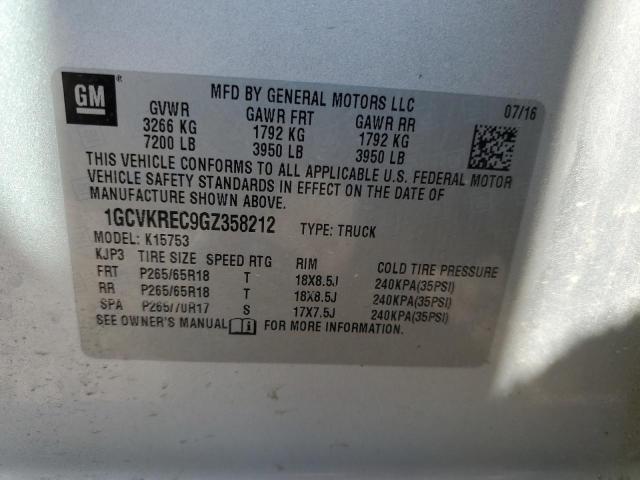 GM ®
MFD BY GENERAL MOTORS LLC 07/16
GVWR GAWR FRT GAWR RR
3266 KG 1792 KG 1792 KG
7200 LB 3950 LB 3950 LB
THIS VEHICLE CONFORMS TO ALL APPLICABLE U.S. FEDERAL MOTOR
VEHICLE SAFETY STANDARDS IN EFFECT ON THE DATE OF
MANUFACTURE SHOWN ABOVE.
1GCVKREC9GZ358212 TYPE: TRUCK
MODEL: K15753
KJP3 TIRE SIZE SPEED RTG RIM COLD TIRE PRESSURE
FRT P265/65R18 T 18X8.5J 240KPA(35PSI)
RR P265/65R18 T 18X8.5J 240KPA(35PSI)
SPA P265/70R17 S 17X7.5J 240KPA(35PSI)
SEE OWNER'S MANUAL FOR MORE INFORMATION.